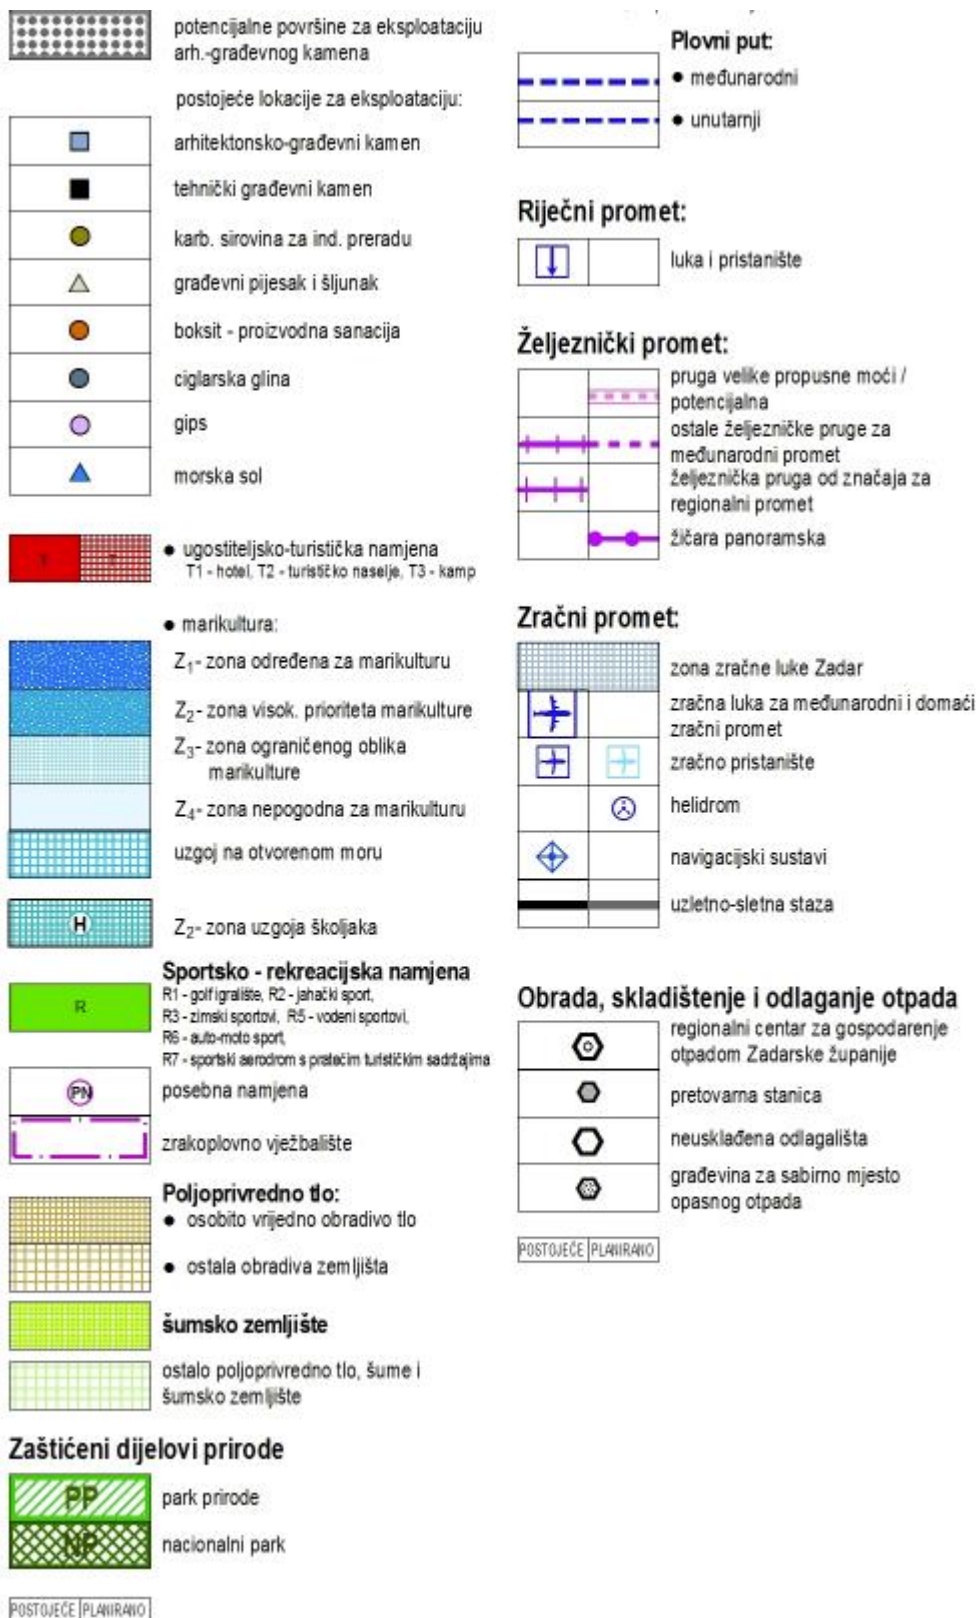 potencijalne površine za eksploataciju
arh.-građevnog kamena
postojeće lokacije za eksploataciju:
arhitektonsko-građevni kamen
tehnički građevni kamen
karb. sirovina za ind. preradu
građevni pijesak i šljunak
boksit - proizvodna sanacija
ciglarska glina
gips
morska sol
T
● ugostiteljsko-turistička namjena
T1 - hotel, T2 - turističko naselje, T3 - kamp
● marikultura:
Z1- zona određena za marikulturu
Z2- zona visok. prioriteta marikulture
Z3- zona ograničenog oblika
marikulture
Z4- zona nepogodna za marikulturu
uzgoj na otvorenom moru
H
Z2- zona uzgoja školjaka
Sportsko - rekreacijska namjena
R
R1 - golf igralište, R2 - jahački sport,
R3 - zimski sportovi, R5 - vodeni sportovi,
R6 - auto-moto sport,
R7 - sportski aerodrom s pratećim turističkim sadržajima
PN
posebna namjena
zrakoplovno vježbalište
Poljoprivredno tlo:
● osobito vrijedno obradivo tlo
● ostala obradiva zemljišta
šumsko zemljište
ostalo poljoprivredno tlo, šume i
šumsko zemljište
Zaštićeni dijelovi prirode
PP
park prirode
NP
nacionalni park
POSTOJEĆE PLANIRANO
Plovni put:
● međunarodni
● unutarnji
Riječni promet:
luka i pristanište
Željeznički promet:
pruga velike propusne moći /
potencijalna
ostale željezničke pruge za
međunarodni promet
željeznička pruga od značaja za
regionalni promet
žičara panoramska
Zračni promet:
zona zračne luke Zadar
zračna luka za međunarodni i domaći
zračni promet
zračno pristanište
helidrom
navigacijski sustavi
uzletno-sletna staza
Obrada, skladištenje i odlaganje otpada
regionalni centar za gospodarenje
otpadom Zadarske županije
pretovarna stanica
neusklađena odlagališta
građevina za sabirno mjesto
opasnog otpada
POSTOJEĆE PLANIRANO